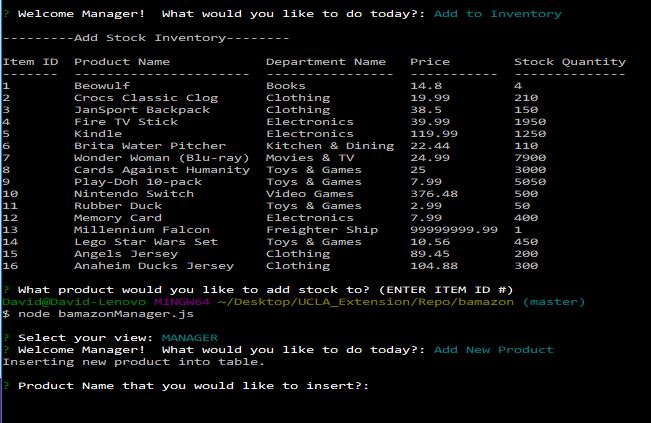 ? Welcome Manager!  What would you like to do today?: Add to Inventory
---------Add Stock Inventory--------
Item ID  Product Name              Department Name   Price         Stock Quantity
-------  ------------------------  ----------------  ------------  --------------
1        Beowulf                   Books             14.8          4
2        Crocs Classic Clog        Clothing          19.99         210
3        JanSport Backpack         Clothing          38.5          150
4        Fire TV Stick             Electronics       39.99         1950
5        Kindle                    Electronics       119.99        1250
6        Brita Water Pitcher       Kitchen & Dining  22.44         110
7        Wonder Woman (Blu-ray)    Movies & TV       24.99         7900
8        Cards Against Humanity    Toys & Games      25            3000
9        Play-Doh 10-pack          Toys & Games      7.99          5050
10       Nintendo Switch           Video Games       376.48        500
11       Rubber Duck               Toys & Games      2.99          50
12       Memory Card               Electronics       7.99          400
13       Millennium Falcon         Freighter Ship    99999999.99   1
14       Lego Star Wars Set        Toys & Games      10.56         450
15       Angels Jersey             Clothing          89.45         200
16       Anaheim Ducks Jersey      Clothing          104.88        300
? What product would you like to add stock to? (ENTER ITEM ID #)
David@David-Lenovo MINGW64 ~/Desktop/UCLA_Extension/Repo/bamazon (master)
$ node bamazonManager.js
? Select your view: MANAGER
? Welcome Manager!  What would you like to do today?: Add New Product
Inserting new product into table.
? Product Name that you would like to insert?: